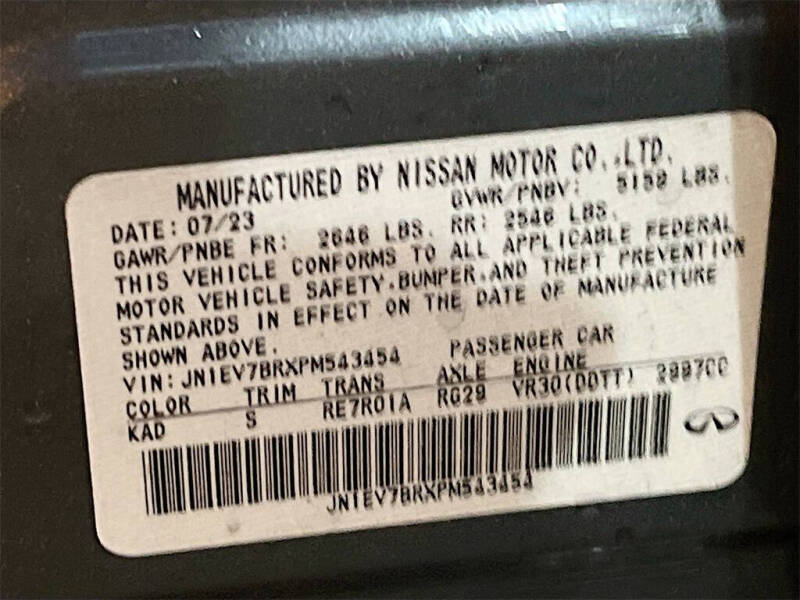 MANUFACTURED BY NISSAN MOTOR CO.,LTD.
DATE: 07/23 GVWR/PNBV: 5159 LBS.
GAWR/PNBE FR: 2646 LBS. RR: 2546 LBS.
THIS VEHICLE CONFORMS TO ALL APPLICABLE FEDERAL
MOTOR VEHICLE SAFETY,BUMPER,AND THEFT PREVENTION
STANDARDS IN EFFECT ON THE DATE OF MANUFACTURE
SHOWN ABOVE.
VIN: JN1EV7BRXPM543454 PASSENGER CAR
COLOR TRIM TRANS AXLE ENGINE
KAD S RE7R01A RG29 VR30(DDTT) 2997CC
JN1EV7BRXPM543454